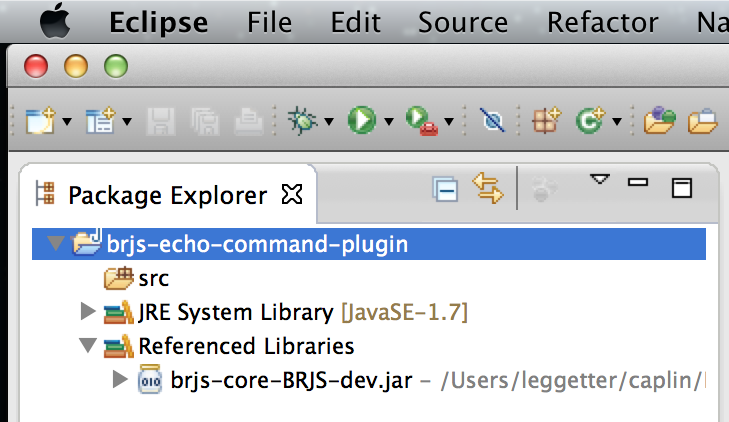 Eclipse File Edit Source Refactor Na
Package Explorer
brjs-echo-command-plugin
src
JRE System Library [JavaSE-1.7]
Referenced Libraries
010 brjs-core-BRJS-dev.jar – /Users/leggetter/caplin/